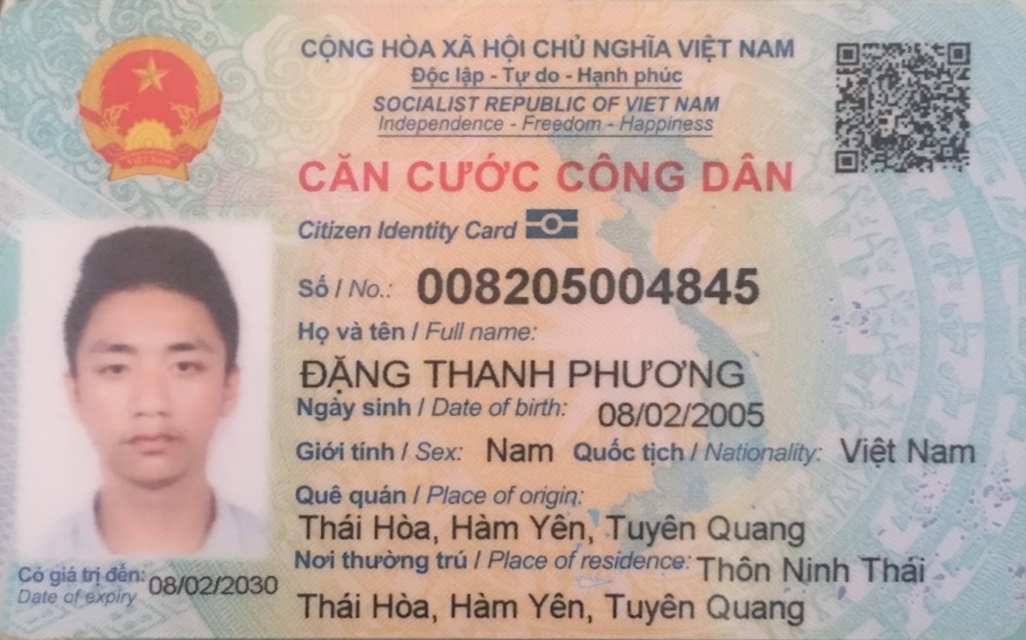 CỘNG HÒA XÃ HỘI CHỦ NGHĨA VIỆT NAM
Độc lập - Tự do - Hạnh phúc
SOCIALIST REPUBLIC OF VIET NAM
Independence - Freedom - Happiness
CĂN CƯỚC CÔNG DÂN
Citizen Identity Card
Số / No.: 008205004845
Họ và tên / Full name:
ĐẶNG THANH PHƯƠNG
Ngày sinh / Date of birth: 08/02/2005
Giới tính / Sex: Nam Quốc tịch / Nationality: Việt Nam
Quê quán / Place of origin:
Thái Hòa, Hàm Yên, Tuyên Quang
Nơi thường trú / Place of residence: Thôn Ninh Thái
Thái Hòa, Hàm Yên, Tuyên Quang
Có giá trị đến: 08/02/2030
Date of expiry
VIỆT NAM